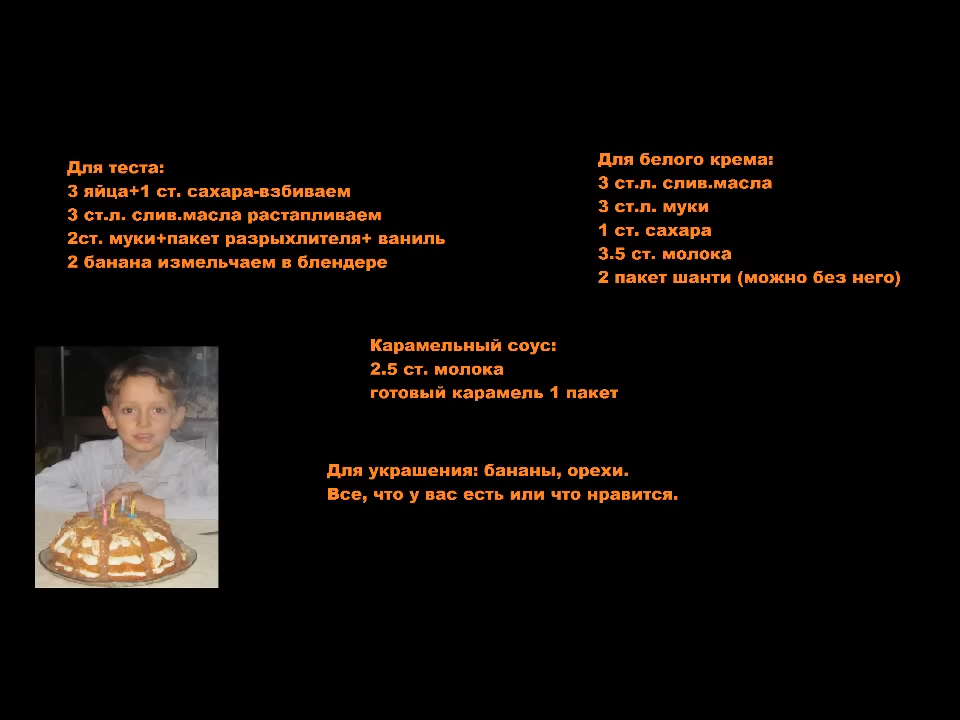 Для теста:
3 яйца+1 ст. сахара-взбиваем
3 ст.л. слив.масла растапливаем
2ст. муки+пакет разрыхлителя+ ваниль
2 банана измельчаем в блендере
Для белого крема:
3 ст.л. слив.масла
3 ст.л. муки
1 ст. сахара
3.5 ст. молока
2 пакет шанти (можно без него)
Карамельный соус:
2.5 ст. молока
готовый карамель 1 пакет
Для украшения: бананы, орехи.
Все, что у вас есть или что нравится.